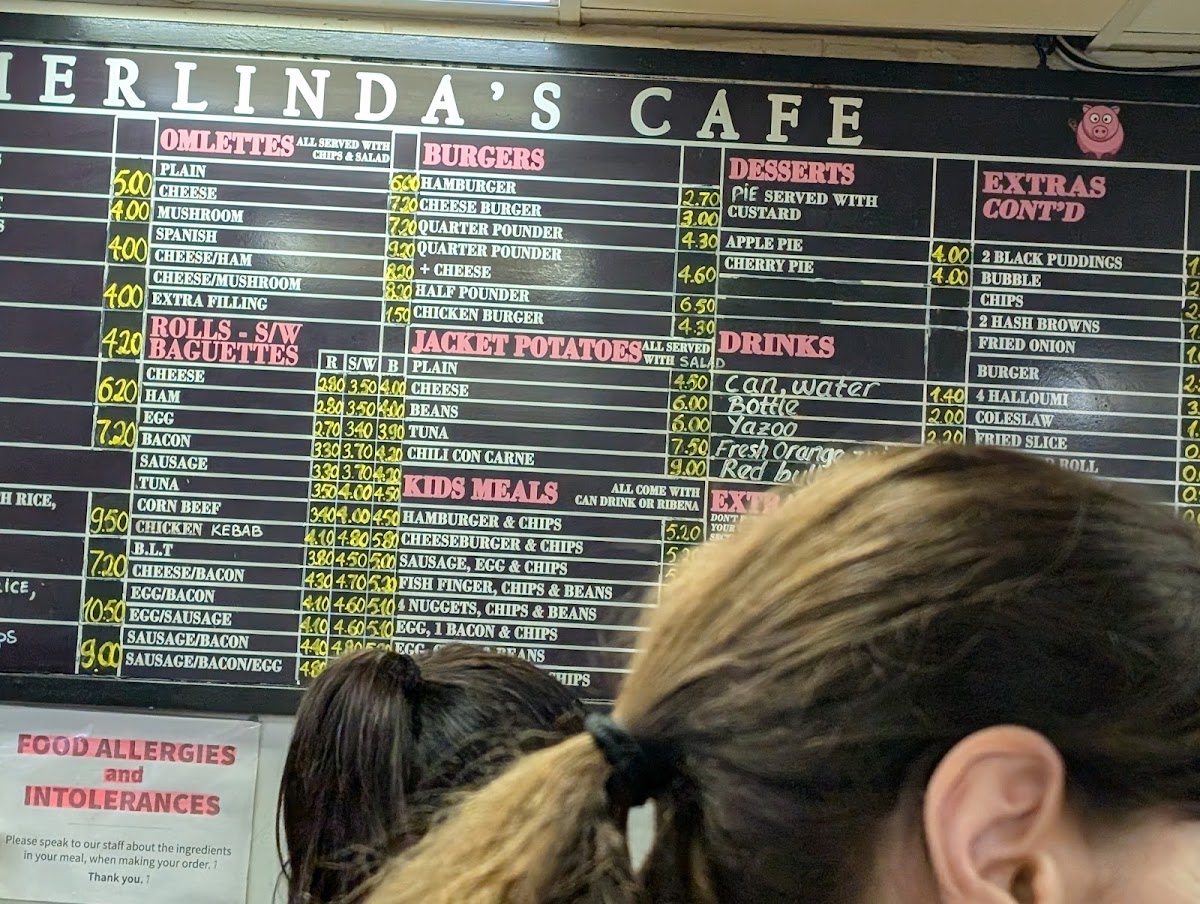 HERLINDA'S CAFE
5.00
4.00
4.00
4.00
4.20
6.20
7.20
H RICE,
9.50
7.20
ICE,
10.50
9.00
OMLETTES ALL SERVED WITH CHIPS & SALAD
PLAIN 6.00
CHEESE 7.20
MUSHROOM 7.20
SPANISH 9.20
CHEESE/HAM 8.20
CHEESE/MUSHROOM 8.20
EXTRA FILLING 1.50
ROLLS - S/W
BAGUETTES
R S/W B
CHEESE 2.80 3.50 4.00
HAM 2.80 3.50 4.00
EGG 2.70 3.40 3.90
BACON 3.30 3.70 4.20
SAUSAGE 3.30 3.70 4.20
TUNA 3.50 4.00 4.50
CORN BEEF 3.40 4.00 4.50
CHICKEN KEBAB 4.10 4.80 5.80
B.L.T 3.80 4.50 5.00
CHEESE/BACON 4.30 4.70 5.20
EGG/BACON 4.10 4.60 5.10
EGG/SAUSAGE 4.10 4.60 5.10
SAUSAGE/BACON 4.40
SAUSAGE/BACON/EGG
BURGERS
HAMBURGER 2.70
CHEESE BURGER 3.00
QUARTER POUNDER 4.30
QUARTER POUNDER
+ CHEESE 4.60
HALF POUNDER 6.50
CHICKEN BURGER 4.30
JACKET POTATOES ALL SERVED WITH SALAD
PLAIN 4.50
CHEESE 6.00
BEANS 6.00
TUNA 7.50
CHILI CON CARNE 9.00
KIDS MEALS ALL COME WITH CAN DRINK OR RIBENA
HAMBURGER & CHIPS 5.20
CHEESEBURGER & CHIPS
SAUSAGE, EGG & CHIPS
FISH FINGER, CHIPS & BEANS
4 NUGGETS, CHIPS & BEANS
EGG, 1 BACON & CHIPS
EGG,
CHIPS
DESSERTS
PIE SERVED WITH
CUSTARD
APPLE PIE 4.00
CHERRY PIE 4.00
DRINKS
Can, water 1.40
Bottle 2.00
Yazoo 2.20
Fresh Orange
Red
EXTRAS
CONT'D
2 BLACK PUDDINGS
BUBBLE
CHIPS
2 HASH BROWNS
FRIED ONION
BURGER
4 HALLOUMI
COLESLAW
FRIED SLICE
ROLL
FOOD ALLERGIES
and
INTOLERANCES
Please speak to our staff about the ingredients
in your meal, when making your order.
Thank you.